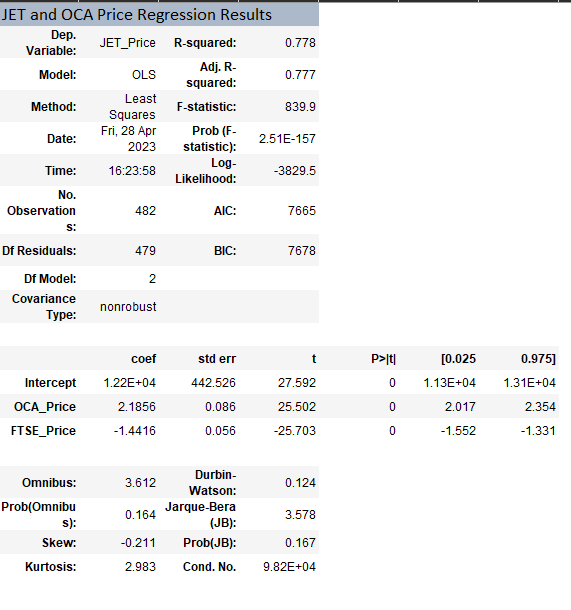 JET and OCA Price Regression Results
Dep. Variable: JET_Price R-squared: 0.778
Model: OLS Adj. R-squared: 0.777
Method: Least Squares F-statistic: 839.9
Date: Fri, 28 Apr 2023 Prob (F-statistic): 2.51E-157
Time: 16:23:58 Log-Likelihood: -3829.5
No. Observations: 482 AIC: 7665
Df Residuals: 479 BIC: 7678
Df Model: 2
Covariance Type: nonrobust
coef std err t P>|t| [0.025 0.975]
Intercept 1.22E+04 442.526 27.592 0 1.13E+04 1.31E+04
OCA_Price 2.1856 0.086 25.502 0 2.017 2.354
FTSE_Price -1.4416 0.056 -25.703 0 -1.552 -1.331
Omnibus: 3.612 Durbin-Watson: 0.124
Prob(Omnibus): 0.164 Jarque-Bera (JB): 3.578
Skew: -0.211 Prob(JB): 0.167
Kurtosis: 2.983 Cond. No. 9.82E+04